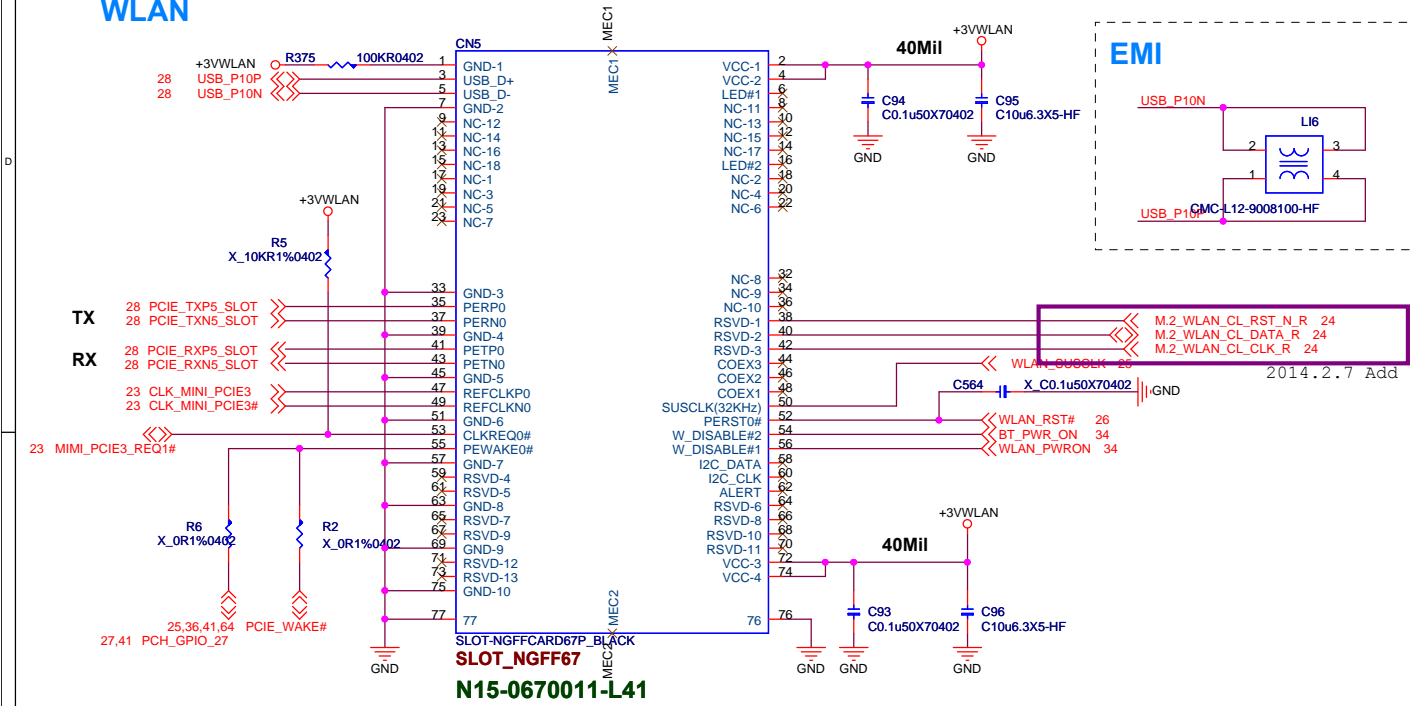 WLAN
D
+3VWLAN
R375
100KR0402
28 USB_P10P
28 USB_P10N
CN5
MEC1
MEC1
1 GND-1
3 USB_D+
5 USB_D-
7 GND-2
9 NC-12
11 NC-14
13 NC-16
15 NC-18
17 NC-1
19 NC-3
21 NC-5
23 NC-7
33 GND-3
35 PERP0
37 PERN0
39 GND-4
41 PETP0
43 PETN0
45 GND-5
47 REFCLKP0
49 REFCLKN0
51 GND-6
53 CLKREQ0#
55 PEWAKE0#
57 GND-7
59 RSVD-4
61 RSVD-5
63 GND-8
65 RSVD-7
67 RSVD-9
69 GND-9
71 RSVD-12
73 RSVD-13
75 GND-10
77 77
VCC-1 2
VCC-2 4
LED#1 6
NC-11 8
NC-13 10
NC-15 12
NC-17 14
LED#2 16
NC-2 18
NC-4 20
NC-6 22
NC-8 32
NC-9 34
NC-10 36
RSVD-1 38
RSVD-2 40
RSVD-3 42
COEX3 44
COEX2 46
COEX1 48
SUSCLK(32KHz) 50
PERST0# 52
W_DISABLE#2 54
W_DISABLE#1 56
I2C_DATA 58
I2C_CLK 60
ALERT 62
RSVD-6 64
RSVD-8 66
RSVD-10 68
RSVD-11 70
VCC-3 72
VCC-4 74
76 76
MEC2
MEC2
SLOT-NGFFCARD67P_BLACK
SLOT_NGFF67
N15-0670011-L41
+3VWLAN
R5
X_10KR1%0402
TX
28 PCIE_TXP5_SLOT
28 PCIE_TXN5_SLOT
RX
28 PCIE_RXP5_SLOT
28 PCIE_RXN5_SLOT
23 CLK_MINI_PCIE3
23 CLK_MINI_PCIE3#
23 MIMI_PCIE3_REQ1#
R6
X_0R1%0402
R2
X_0R1%0402
25,36,41,64 PCIE_WAKE#
27,41 PCH_GPIO_27
GND
40Mil
+3VWLAN
C94
C0.1u50X70402
C95
C10u6.3X5-HF
GND
GND
EMI
USB_P10N
LI6
2 3
1 4
CMC-L12-9008100-HF
USB_P10P
M.2_WLAN_CL_RST_N_R 24
M.2_WLAN_CL_DATA_R 24
M.2_WLAN_CL_CLK_R 24
WLAN_SUSCLK 25
2014.2.7 Add
C564
X_C0.1u50X70402
GND
WLAN_RST# 26
BT_PWR_ON 34
WLAN_PWRON 34
+3VWLAN
40Mil
C93
C0.1u50X70402
C96
C10u6.3X5-HF
GND
GND
GND